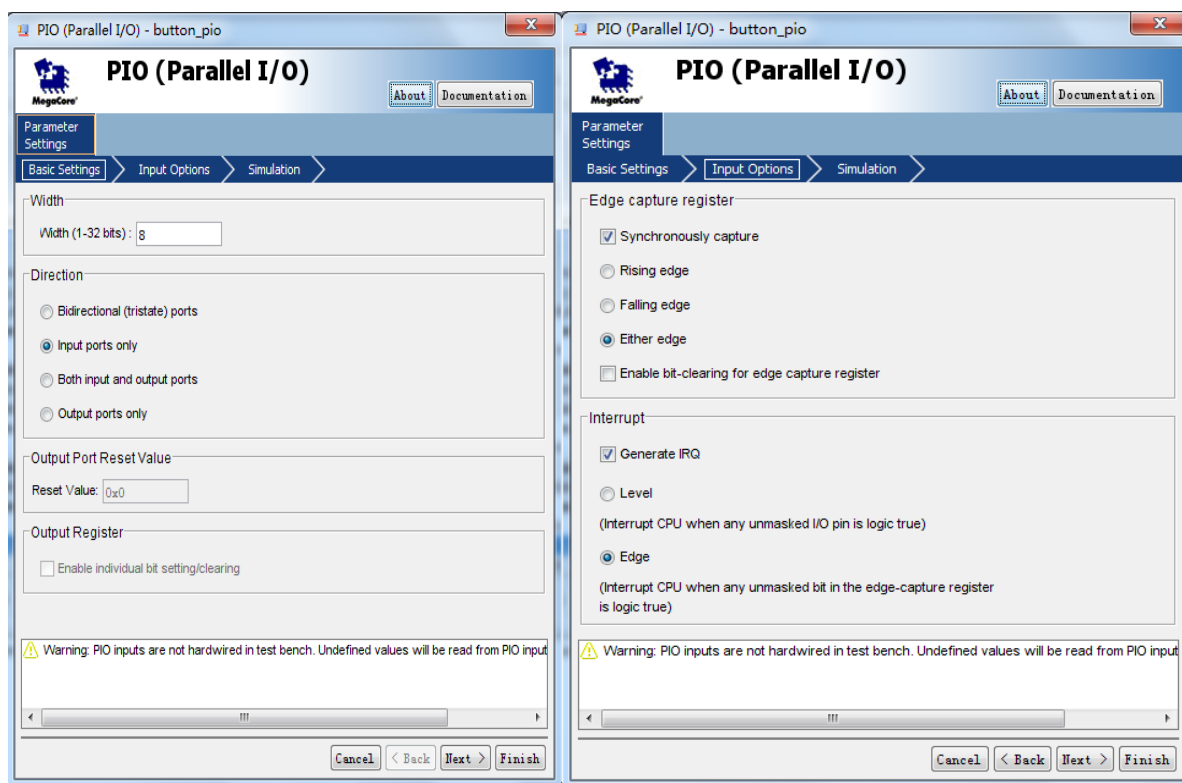 PIO (Parallel I/O) - button_pio
X
MegaCore®
PIO (Parallel I/O)
About
Documentation
Parameter
Settings
Basic Settings
Input Options
Simulation
Width
Width (1-32 bits) : 8
Direction
Bidirectional (tristate) ports
Input ports only
Both input and output ports
Output ports only
Output Port Reset Value
Reset Value: 0x0
Output Register
Enable individual bit setting/clearing
Warning: PIO inputs are not hardwired in test bench. Undefined values will be read from PIO input
Cancel
< Back
Next >
Finish
PIO (Parallel I/O) - button_pio
X
MegaCore®
PIO (Parallel I/O)
About
Documentation
Parameter
Settings
Basic Settings
Input Options
Simulation
Edge capture register
Synchronously capture
Rising edge
Falling edge
Either edge
Enable bit-clearing for edge capture register
Interrupt
Generate IRQ
Level
(Interrupt CPU when any unmasked I/O pin is logic true)
Edge
(Interrupt CPU when any unmasked bit in the edge-capture register
is logic true)
Warning: PIO inputs are not hardwired in test bench. Undefined values will be read from PIO input
Cancel
< Back
Next >
Finish